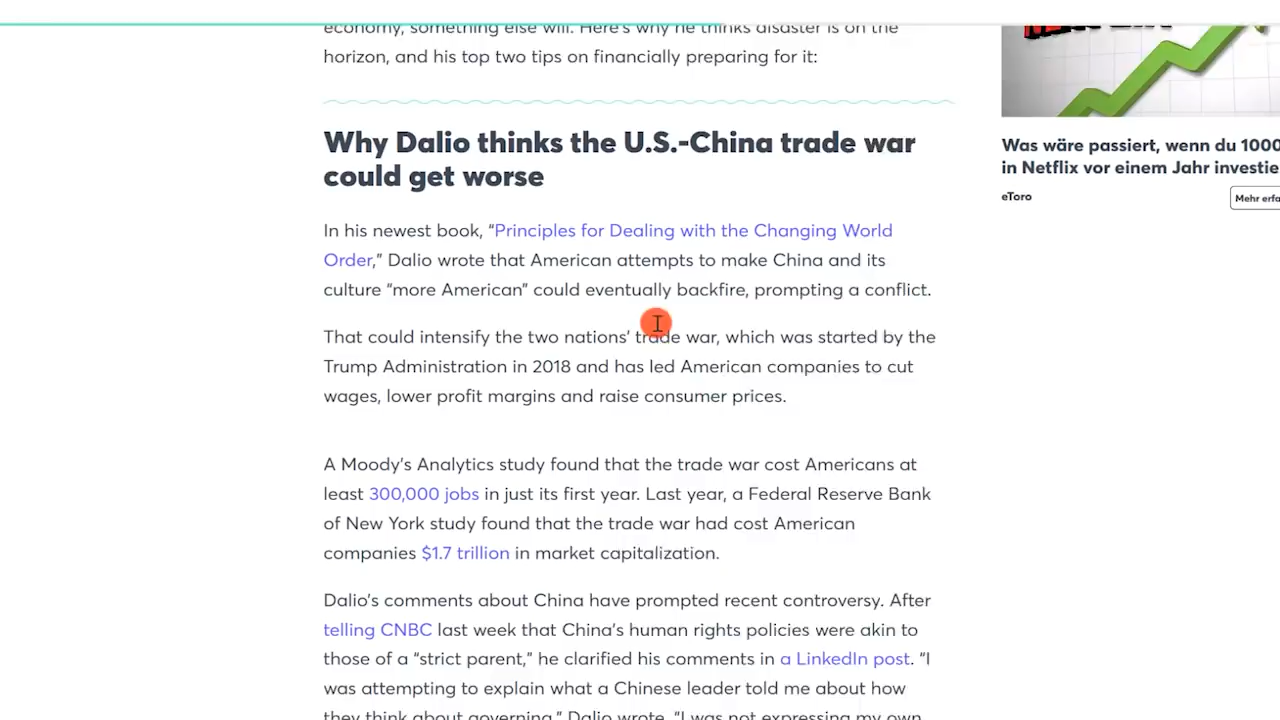 economy, something else will. Here's why he thinks disaster is on the
horizon, and his top two tips on financially preparing for it:
Why Dalio thinks the U.S.-China trade war
could get worse
In his newest book, “Principles for Dealing with the Changing World
Order,” Dalio wrote that American attempts to make China and its
culture “more American” could eventually backfire, prompting a conflict.
That could intensify the two nations’ trade war, which was started by the
Trump Administration in 2018 and has led American companies to cut
wages, lower profit margins and raise consumer prices.
A Moody’s Analytics study found that the trade war cost Americans at
least 300,000 jobs in just its first year. Last year, a Federal Reserve Bank
of New York study found that the trade war had cost American
companies $1.7 trillion in market capitalization.
Dalio’s comments about China have prompted recent controversy. After
telling CNBC last week that China’s human rights policies were akin to
those of a “strict parent,” he clarified his comments in a LinkedIn post. “I
was attempting to explain what a Chinese leader told me about how
they think about governing,” Dalio wrote. “I was not expressing my own
Was wäre passiert, wenn du 1000
in Netflix vor einem Jahr investie
eToro
Mehr erfa